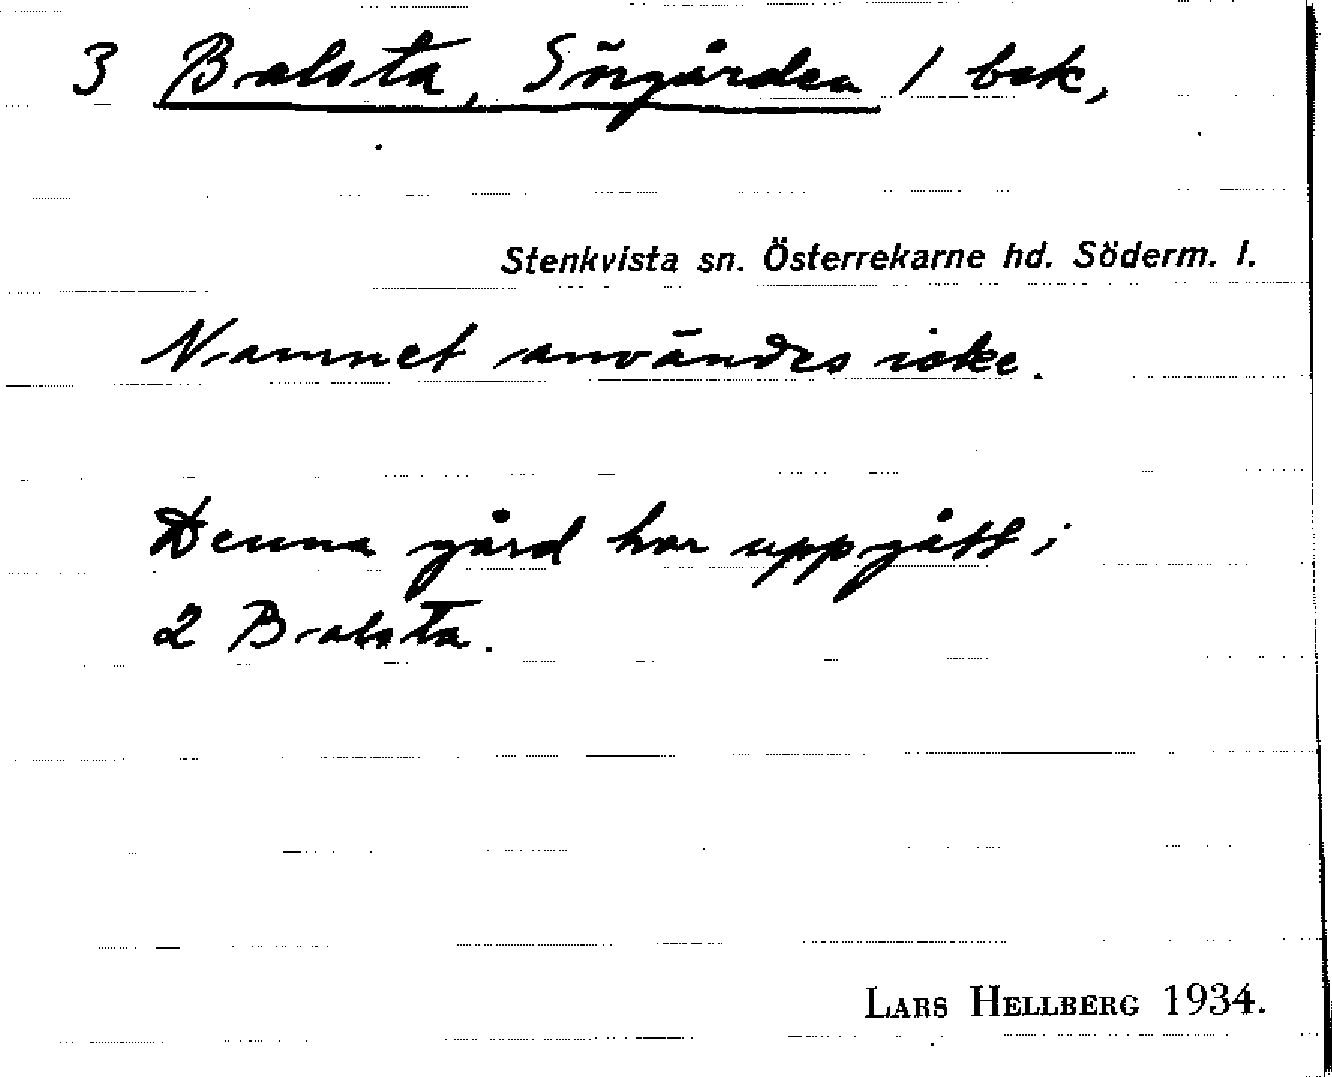 3 Balsta, Sörgården 1 bok,
Stenkvista sn. Österrekarne hd. Söderm. l.
Namnet användes icke.
Denna gård har uppgått i
2 Balsta.
LARS HELLBERG 1934.